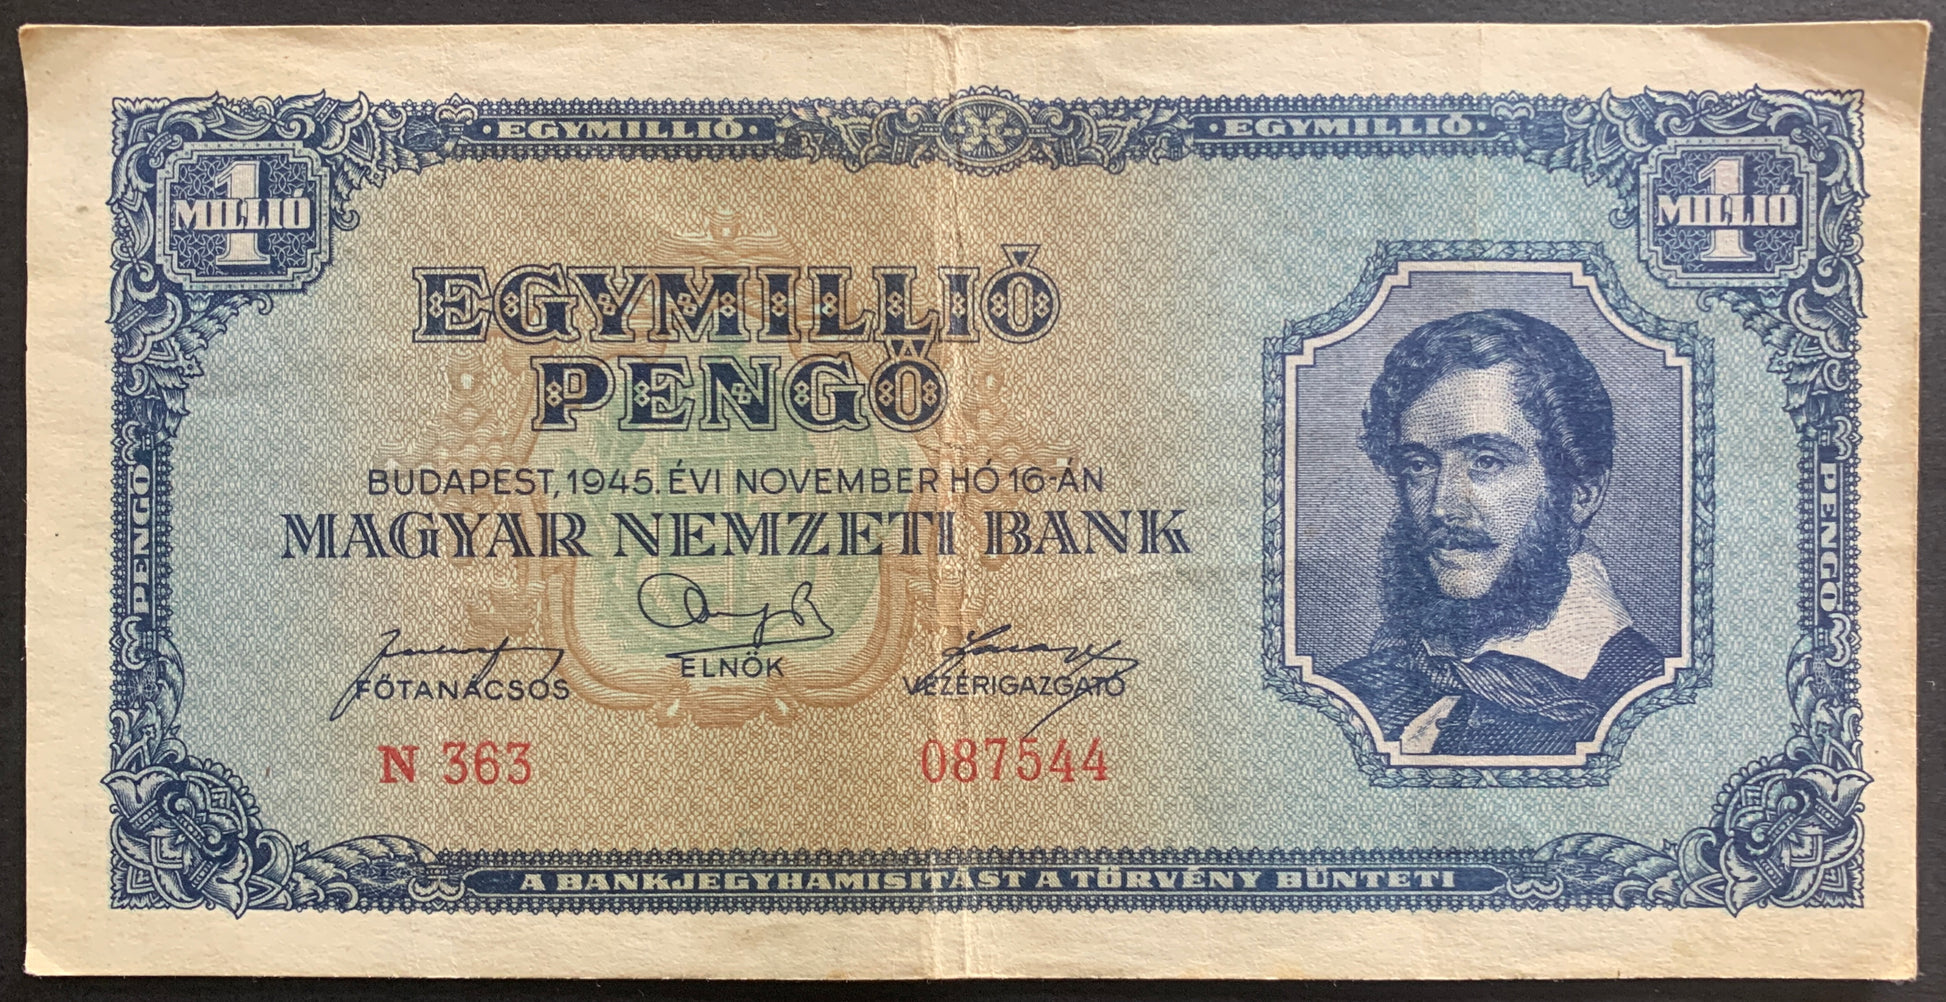 ·EGYMILLIÓ· ·EGYMILLIÓ·
1 MILLIÓ 1 MILLIÓ
EGYMILLIÓ
PENGŐ
BUDAPEST, 1945. ÉVI NOVEMBER HÓ 16-ÁN
MAGYAR NEMZETI BANK
PENGŐ PENGŐ
ELNÖK
FŐTANÁCSOS VEZÉRIGAZGATÓ
N 363 087544
A BANKJEGYHAMISITÁST A TÖRVÉNY BÜNTETI